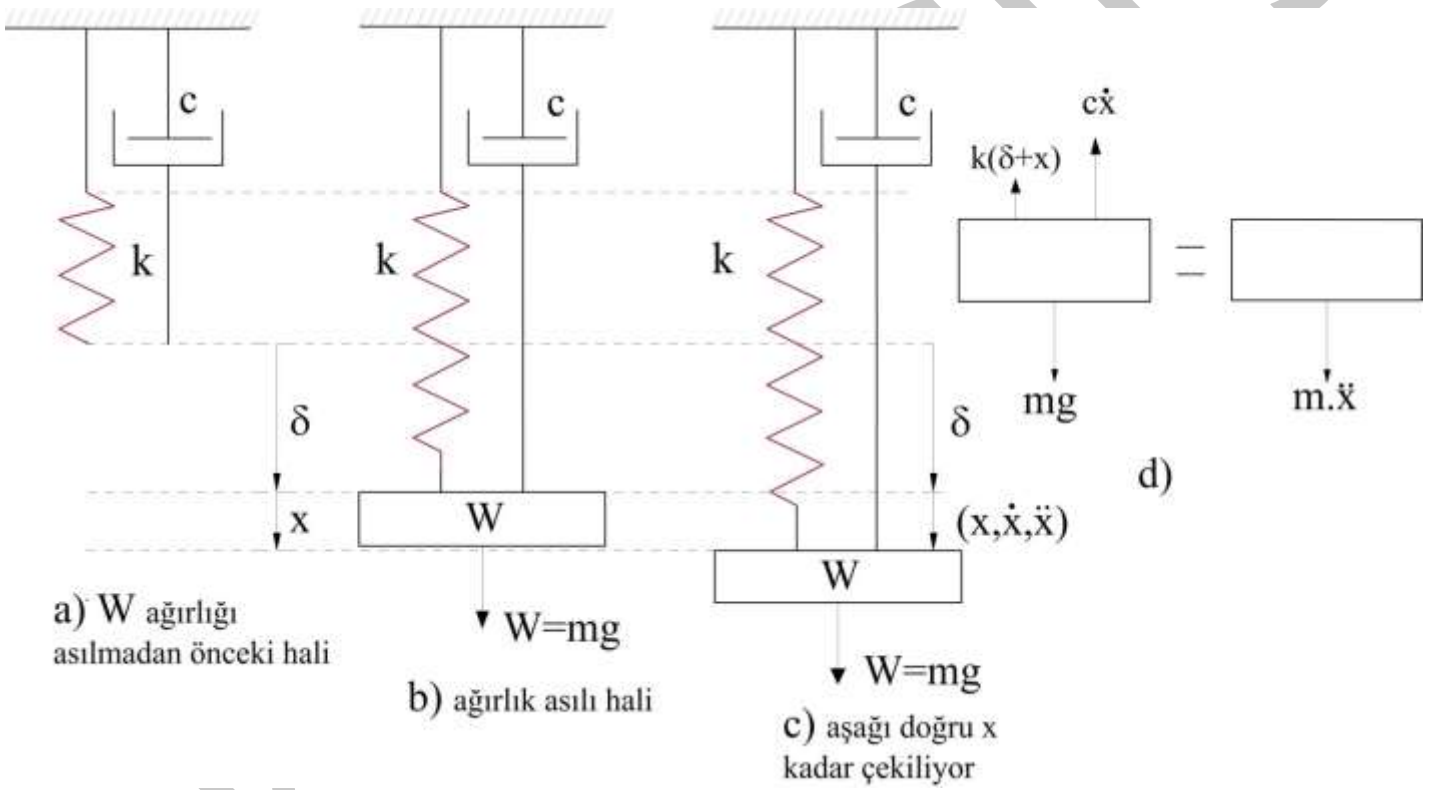 c
k
δ
x
a) W ağırlığı
asılmadan önceki hali
c
k
W
W=mg
b) ağırlık asılı hali
c
k
δ
(x,ẋ,ẍ)
W
W=mg
c) aşağı doğru x
kadar çekiliyor
cẋ
k(δ+x)
=
mg
m.ẍ
d)